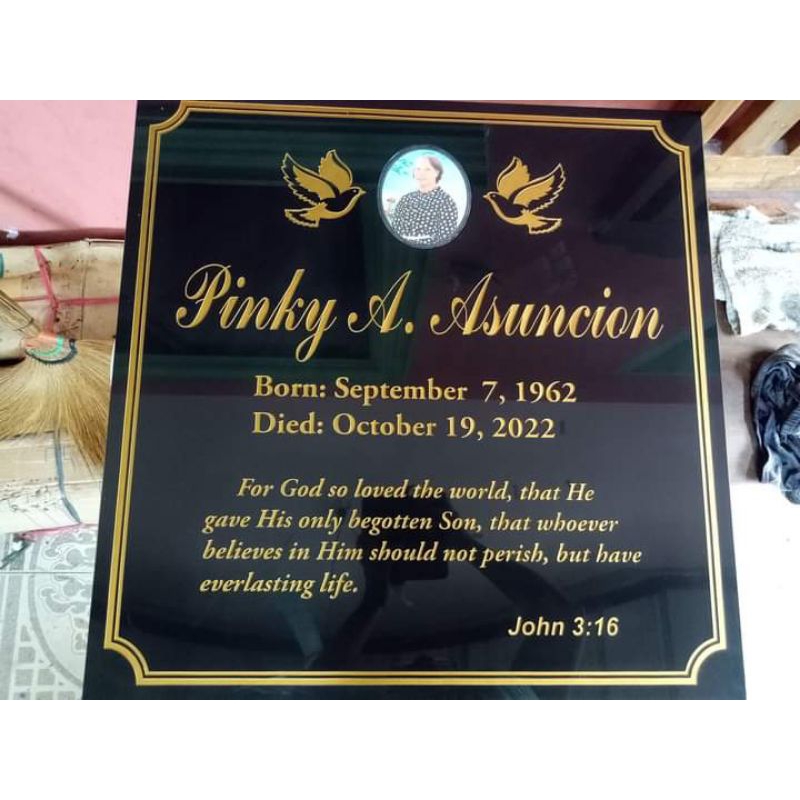 Pinky A. Asuncion
Born: September 7, 1962
Died: October 19, 2022
For God so loved the world, that He
gave His only begotten Son, that whoever
believes in Him should not perish, but have
everlasting life.
John 3:16